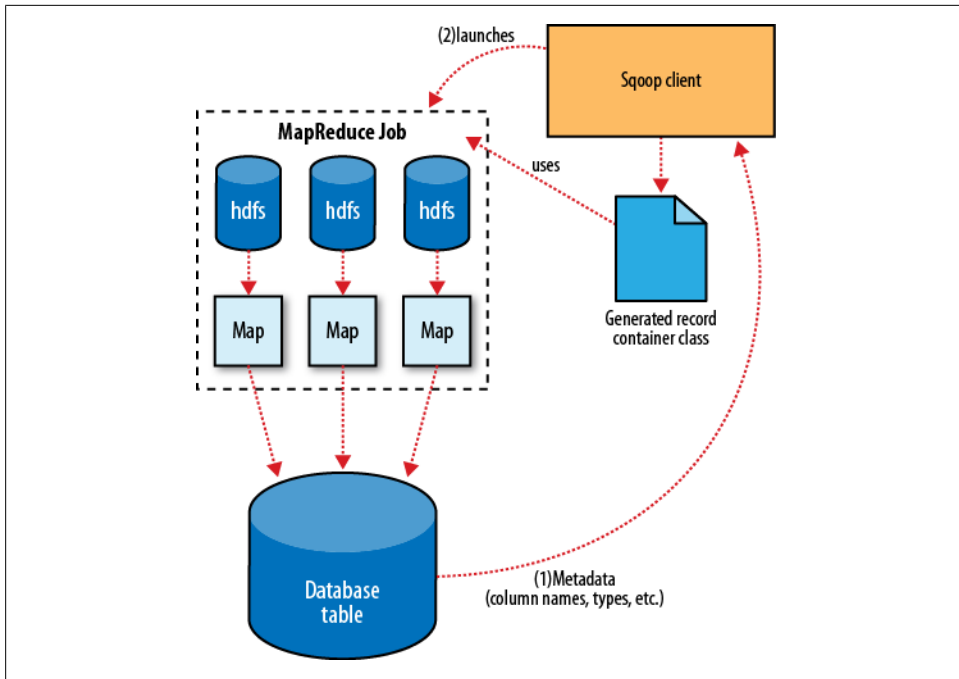 (2)launches
Sqoop client
MapReduce Job
uses
hdfs
hdfs
hdfs
Map
Map
Map
Generated record
container class
(1)Metadata
(column names, types, etc.)
Database
table